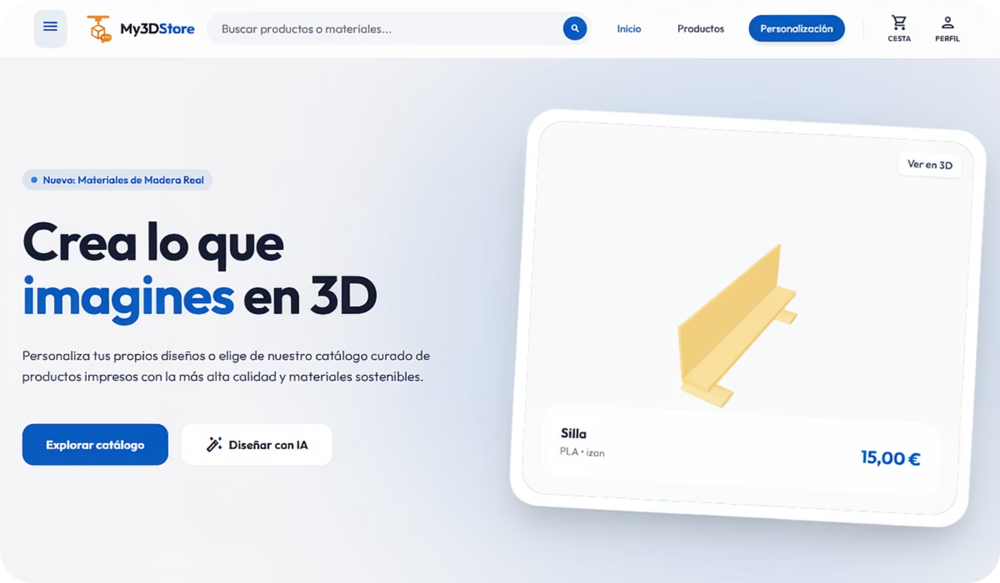 My3DStore
Buscar productos o materiales...
Inicio
Productos
Personalización
CESTA
PERFIL
Nuevo: Materiales de Madera Real
Crea lo que
imagines en 3D
Personaliza tus propios diseños o elige de nuestro catálogo curado de
productos impresos con la más alta calidad y materiales sostenibles.
Explorar catálogo
Diseñar con IA
Ver en 3D
Silla
PLA • izan
15,00 €